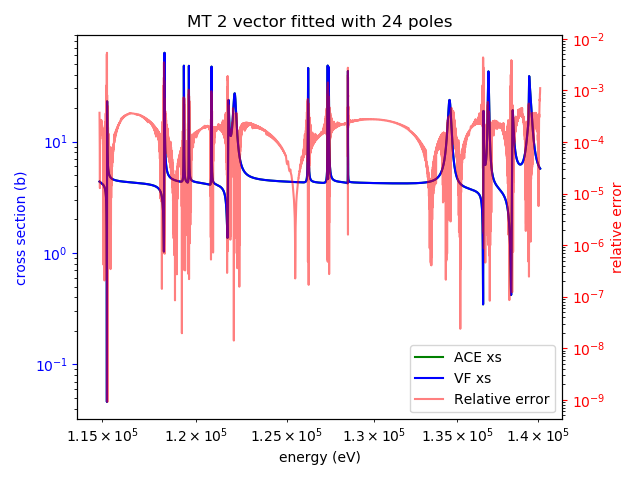 MT 2 vector fitted with 24 poles
cross section (b)
10¹
10⁰
10⁻¹
10⁻²
10⁻³
10⁻⁴
10⁻⁵
10⁻⁶
10⁻⁷
10⁻⁸
10⁻⁹
relative error
ACE xs
VF xs
Relative error
1.15×10⁵ 1.2×10⁵ 1.25×10⁵ 1.3×10⁵ 1.35×10⁵ 1.4×10⁵
energy (eV)